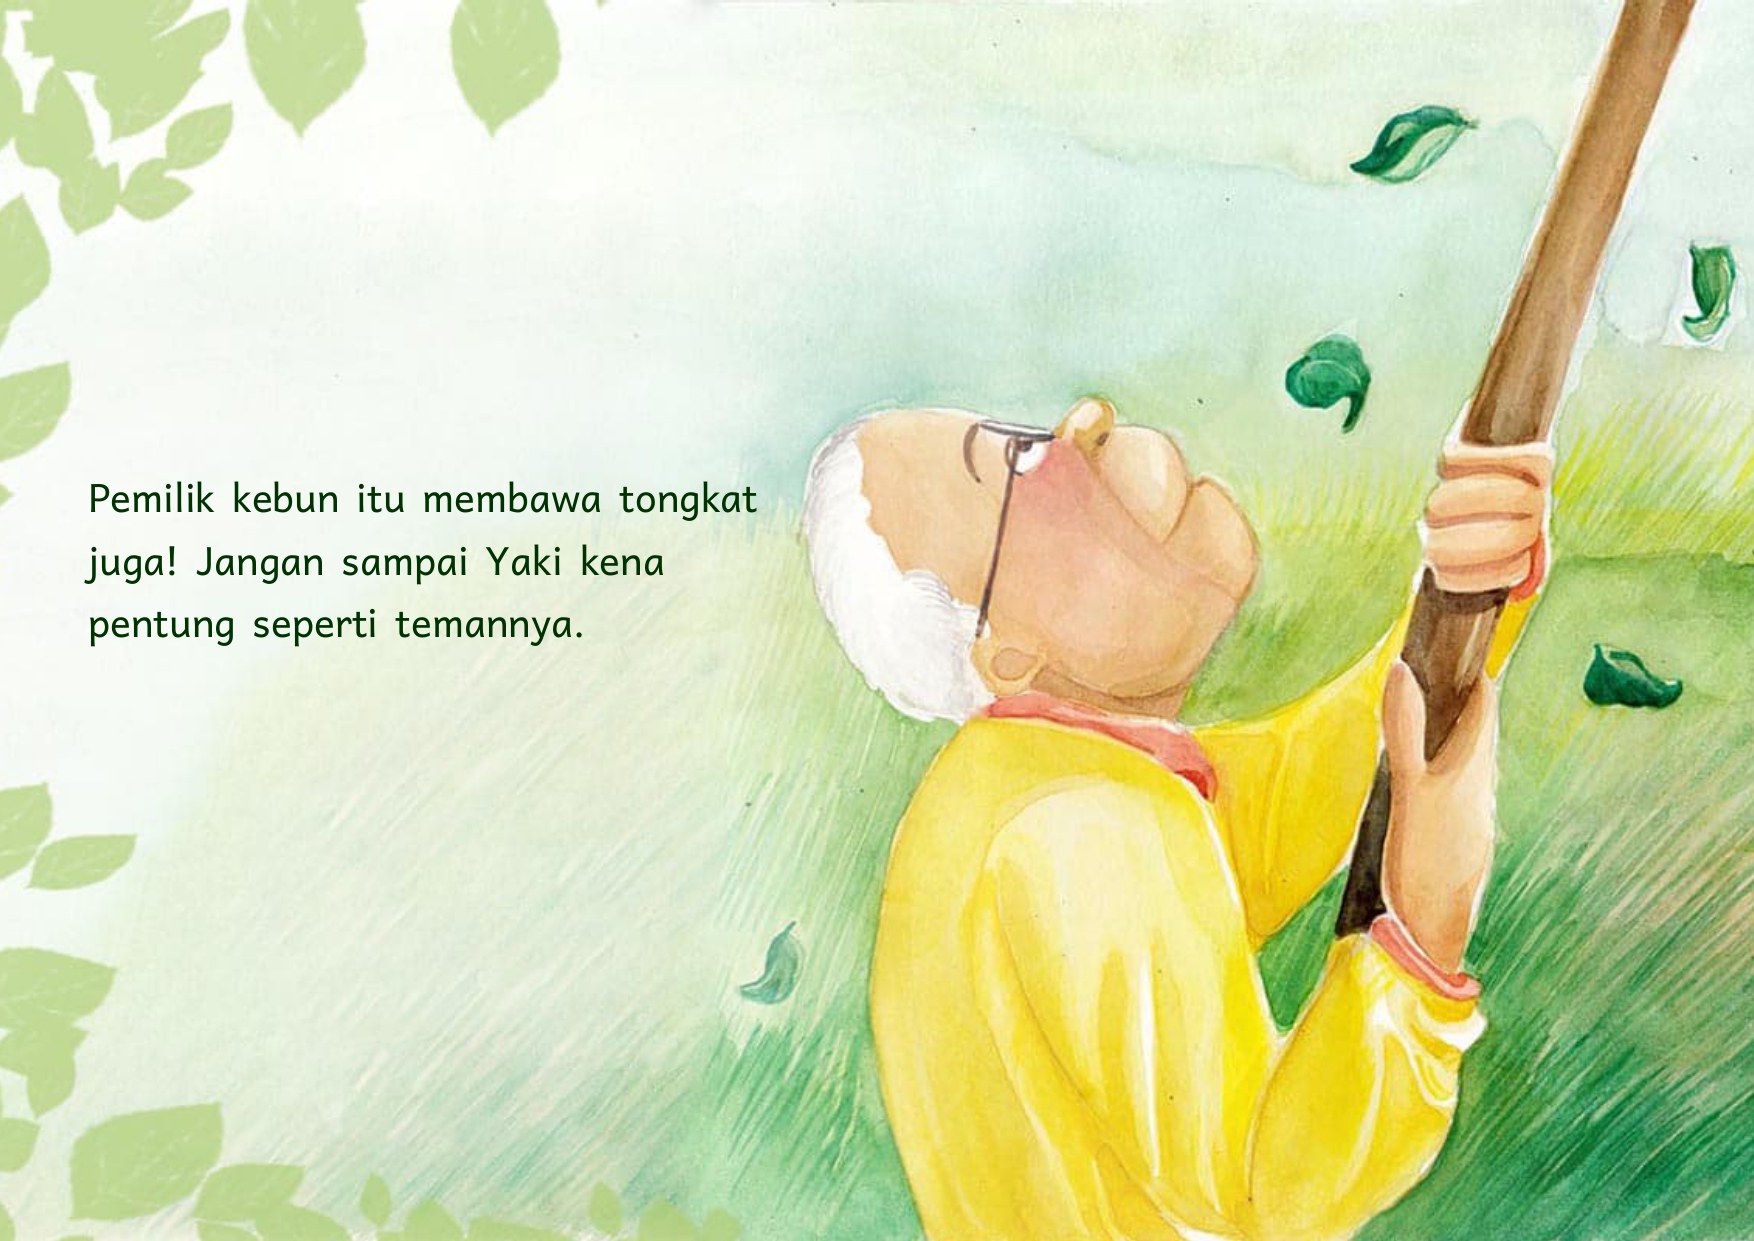 Pemilik kebun itu membawa tongkat
juga! Jangan sampai Yaki kena
pentung seperti temannya.